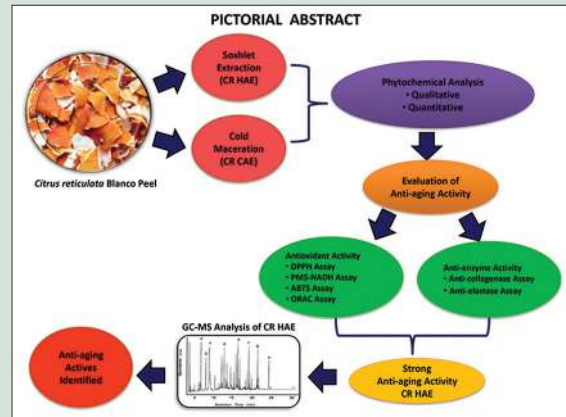 PICTORIAL ABSTRACT
Soxhlet
Extraction
(CR HAE)
Cold
Maceration
(CR CAE)
Citrus reticulata Blanco Peel
Phytochemical Analysis
• Qualitative
• Quantitative
Evaluation of
Anti-aging Activity
Antioxidant Activity
• DPPH Assay
• PMS-NADH Assay
• ABTS Assay
• ORAC Assay
Anti-enzyme Activity
• Anti-collagenase Assay
• Anti-elastase Assay
Strong
Anti-aging Activity
CR HAE
GC-MS Analysis of CR HAE
Anti-aging
Actives
Identified